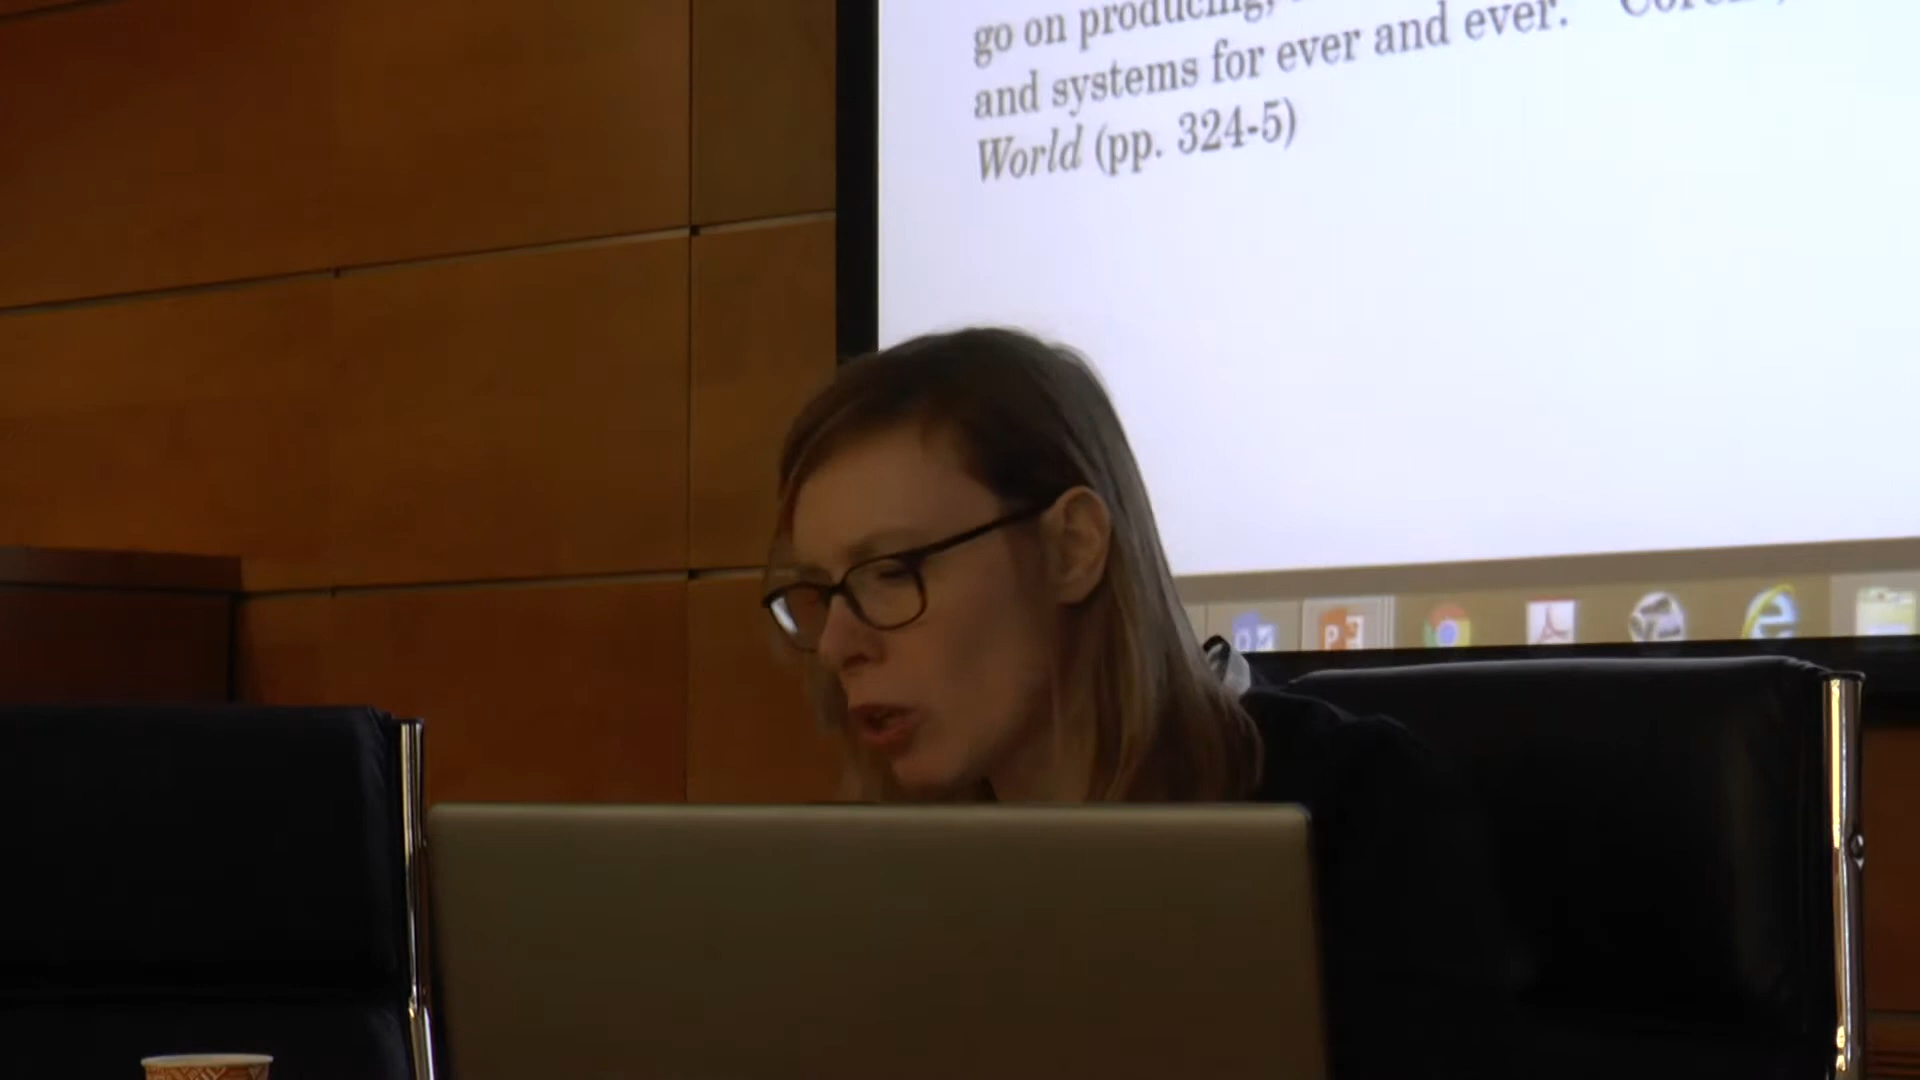 go on producing,
and systems for ever and ever.
World (pp. 324-5)